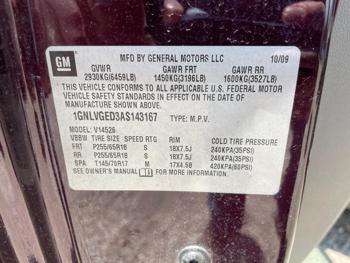 GM
MFD BY GENERAL MOTORS LLC 10/09
GVWR GAWR FRT GAWR RR
2930KG(6459LB) 1450KG(3196LB) 1600KG(3527LB)
THIS VEHICLE CONFORMS TO ALL APPLICABLE U.S. FEDERAL MOTOR
VEHICLE SAFETY STANDARDS IN EFFECT ON THE DATE OF
MANUFACTURE SHOWN ABOVE.
1GNLVGED3AS143167 TYPE: M.P.V.
MODEL: V14526
VBBW TIRE SIZE SPEED RTG RIM COLD TIRE PRESSURE
FRT P255/65R18 S 18X7.5J 240KPA(35PSI)
RR P255/65R18 S 18X7.5J 240KPA(35PSI)
SPA T145/70R17 M 17X4.5B 420KPA(60PSI)
SEE OWNER'S MANUAL FOR MORE INFORMATION.